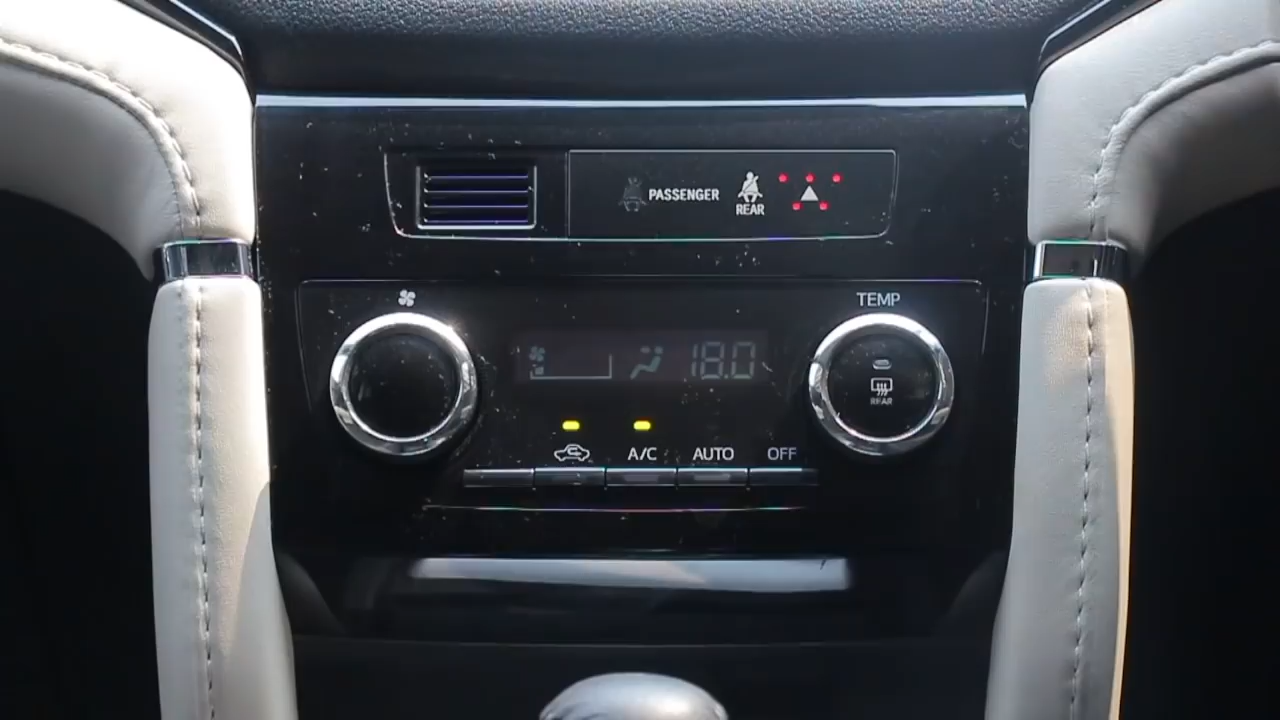 PASSENGER
REAR
TEMP
18.0
REAR
A/C AUTO OFF